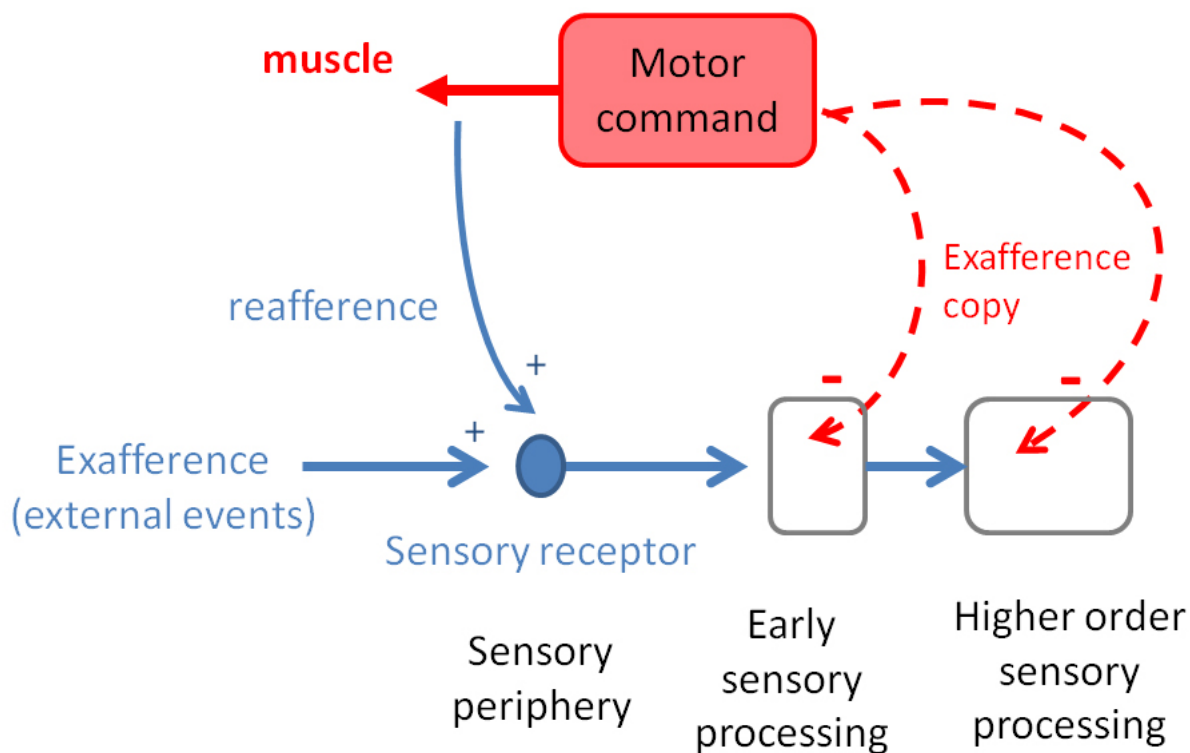 muscle
Motor
command
Exafference
copy
reafference
+
+
-
-
Exafference
(external events)
Sensory receptor
Sensory
periphery
Early
sensory
processing
Higher order
sensory
processing